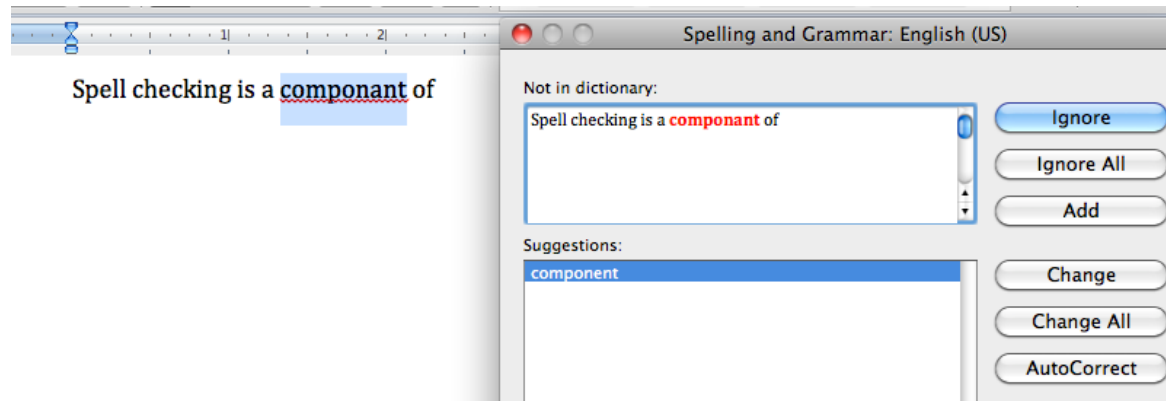 1 2
Spell checking is a componant of
Spelling and Grammar: English (US)
Not in dictionary:
Spell checking is a componant of
Ignore
Ignore All
Add
Suggestions:
component
Change
Change All
AutoCorrect